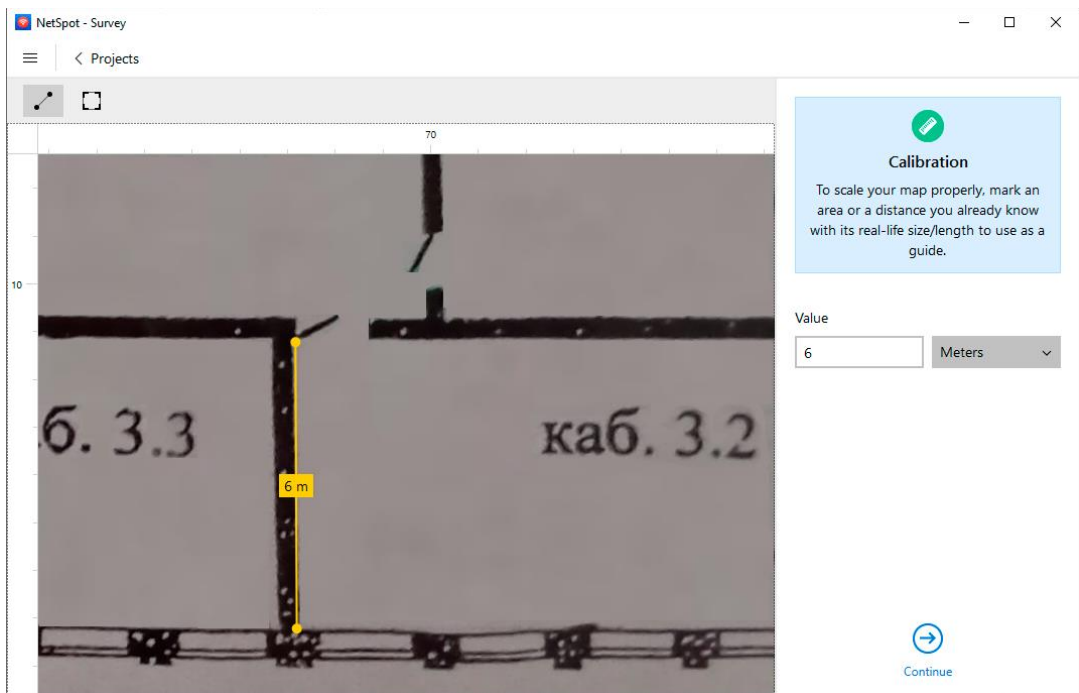 NetSpot - Survey
Projects
70
Calibration
To scale your map properly, mark an
area or a distance you already know
with its real-life size/length to use as a
guide.
10
Value
6
Meters
б. 3.3
каб. 3.2
6 m
Continue